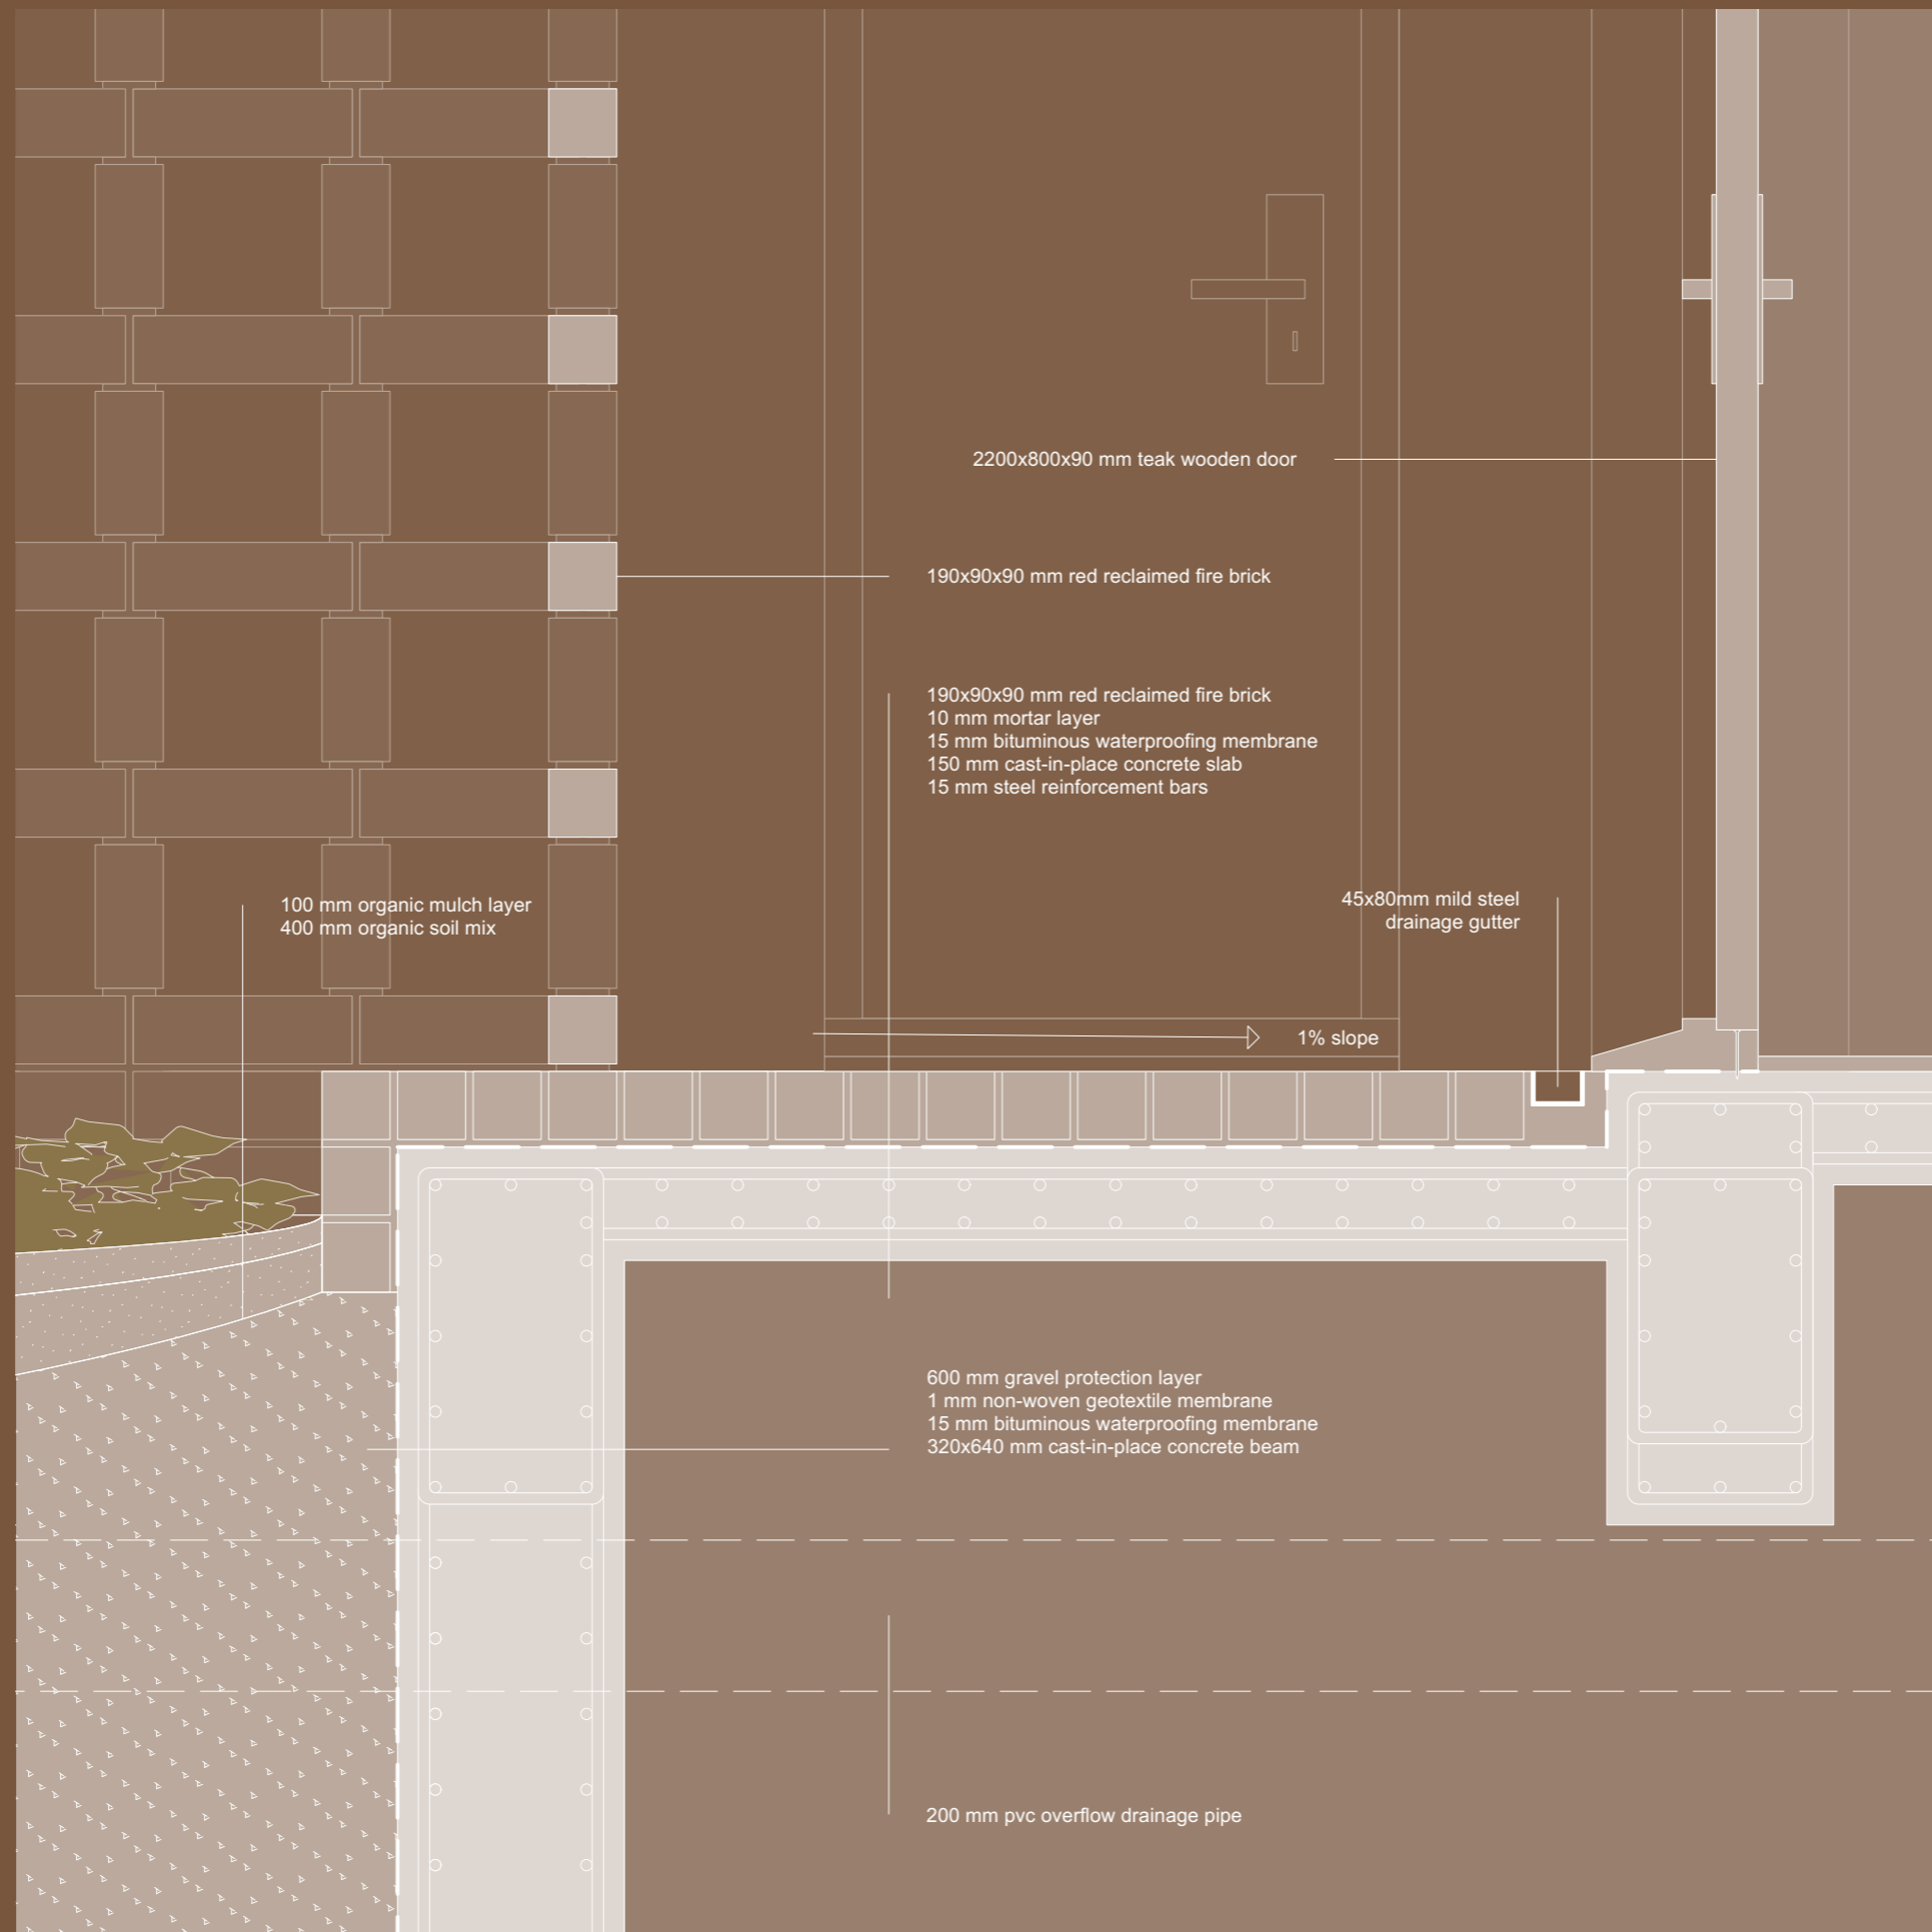 2200x800x90 mm teak wooden door
190x90x90 mm red reclaimed fire brick
190x90x90 mm red reclaimed fire brick
10 mm mortar layer
15 mm bituminous waterproofing membrane
150 mm cast-in-place concrete slab
15 mm steel reinforcement bars
100 mm organic mulch layer
400 mm organic soil mix
45x80mm mild steel
drainage gutter
1% slope
600 mm gravel protection layer
1 mm non-woven geotextile membrane
15 mm bituminous waterproofing membrane
320x640 mm cast-in-place concrete beam
200 mm pvc overflow drainage pipe